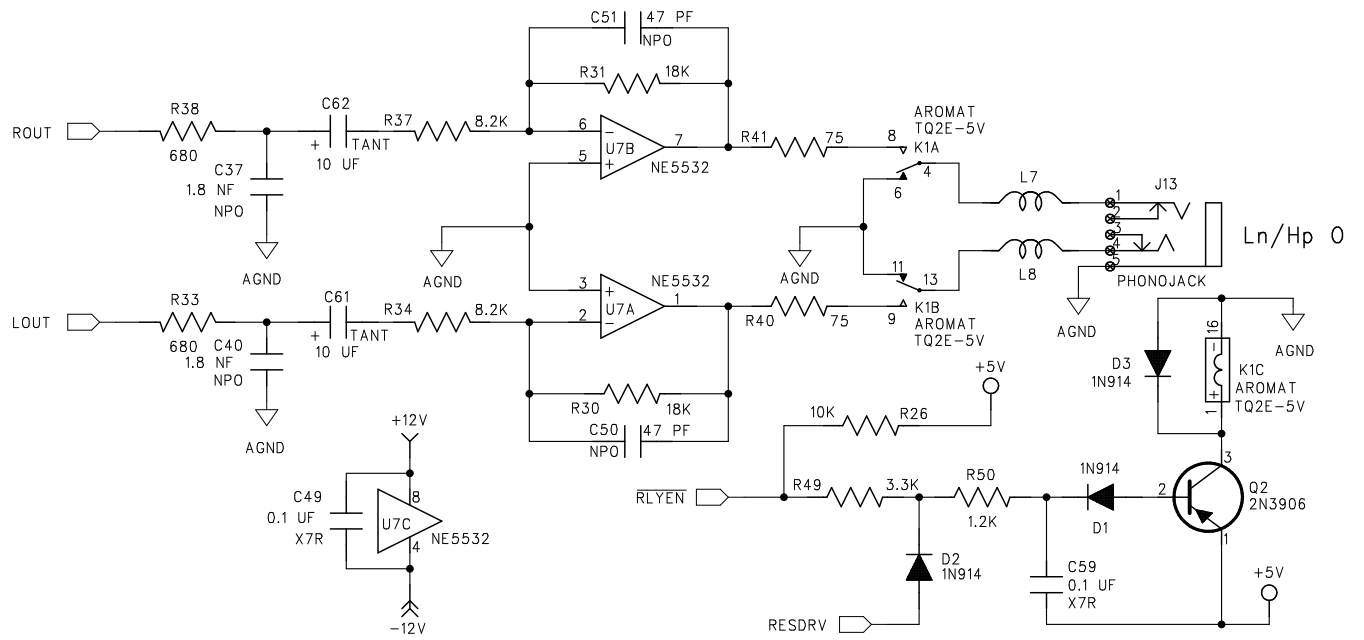 C51 47 PF
NPO
R31 18K
ROUT
R38
680
C62
+ TANT
10 UF
R37 8.2K
C37
1.8 NF
NPO
AGND
6 −
5 +
U7B
7
NE5532
R41 75
AROMAT
TQ2E-5V
8 K1A
4
6
L7
J13
1
2
3
4
5
Ln/Hp O
PHONOJACK
AGND
AGND
AGND
L8
11 13
K1B
9
AROMAT
TQ2E-5V
LOUT
R33
680
C61
+ TANT
10 UF
R34 8.2K
C40
1.8 NF
NPO
AGND
3 +
2 −
U7A
1
NE5532
R40 75
R30 18K
C50 47 PF
NPO
+12V
C49
0.1 UF
X7R
8
U7C
4
NE5532
-12V
AGND
D3
1N914
16
−
+
1
K1C
AROMAT
TQ2E-5V
+5V
10K R26
RLYEN
R49 3.3K
R50
1.2K
1N914
D1
2
3
1
Q2
2N3906
D2
1N914
C59
0.1 UF
X7R
+5V
RESDRV